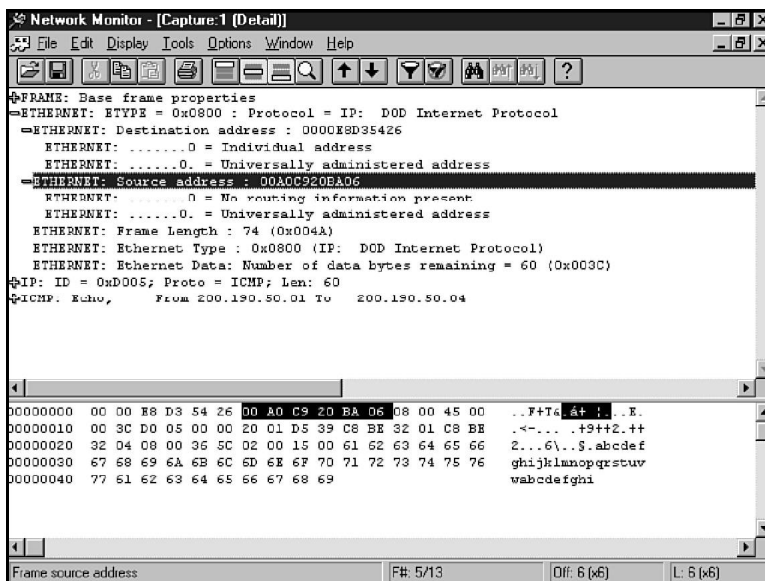 Network Monitor - [Capture:1 (Detail)]
File Edit Display Tools Options Window Help
FRAME: Base frame properties
ETHERNET: ETYPE = 0x0800 : Protocol = IP: DOD Internet Protocol
ETHERNET: Destination address : 0000E8D35426
ETHERNET: .......0 = Individual address
ETHERNET: ......0. = Universally administered address
ETHERNET: Source address : 00A0C920BA06
ETHERNET: .......0 = No routing information present
ETHERNET: ......0. = Universally administered address
ETHERNET: Frame Length : 74 (0x004A)
ETHERNET: Ethernet Type : 0x0800 (IP: DOD Internet Protocol)
ETHERNET: Ethernet Data: Number of data bytes remaining = 60 (0x003C)
IP: ID = 0xD005; Proto = ICMP; Len: 60
ICMP: Echo, From 200.190.50.01 To 200.190.50.04
00000000 00 00 E8 D3 54 26 00 A0 C9 20 BA 06 08 00 45 00 ..F+T&.á+ ¦...E.
00000010 00 3C D0 05 00 00 20 01 D5 39 C8 BE 32 01 C8 BE .<-... .+9++2.++
00000020 32 04 08 00 36 5C 02 00 15 00 61 62 63 64 65 66 2...6\..S.abcdef
00000030 67 68 69 6A 6B 6C 6D 6E 6F 70 71 72 73 74 75 76 ghijklmnopqrstuv
00000040 77 61 62 63 64 65 66 67 68 69 wabcdefghi
Frame source address F#: 5/13 Off: 6 (x6) L: 6 (x6)